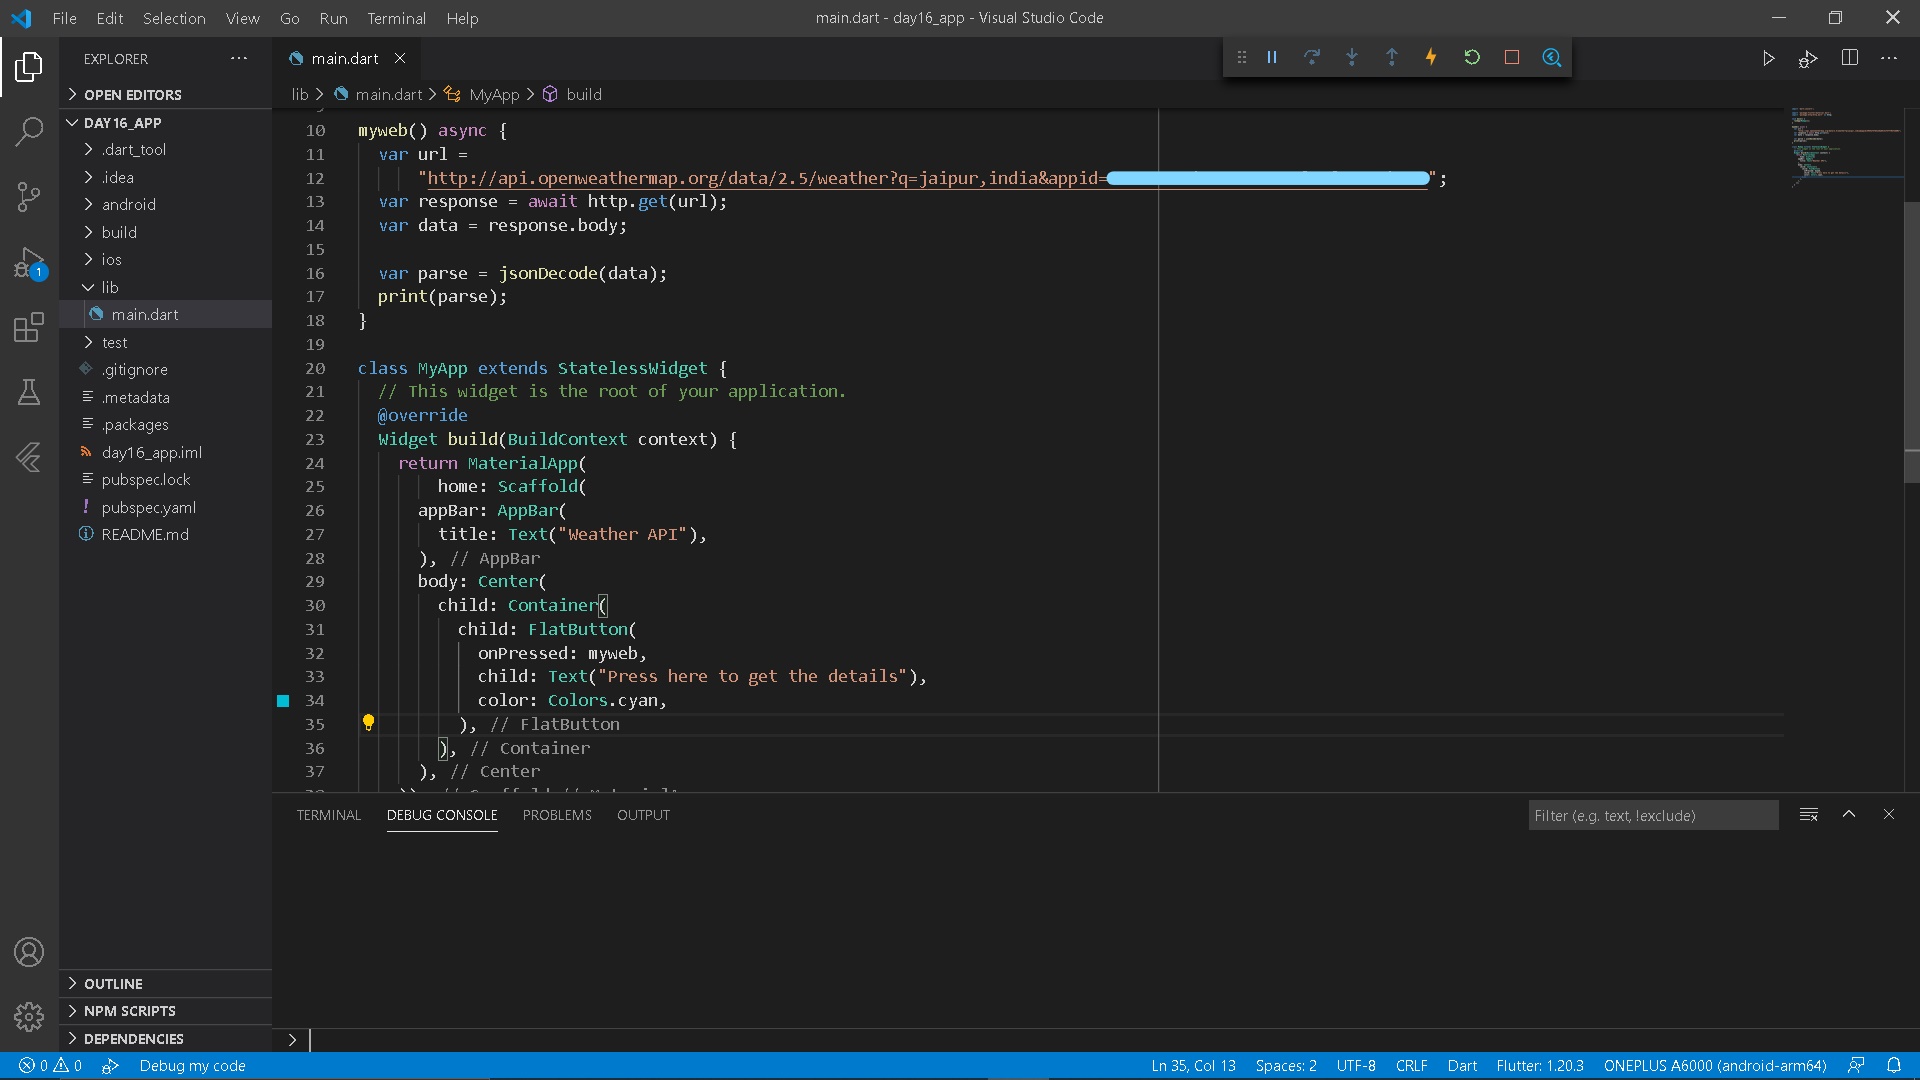 File Edit Selection View Go Run Terminal Help
main.dart - day16_app - Visual Studio Code
EXPLORER
main.dart
OPEN EDITORS
lib > main.dart > MyApp > build
DAY16_APP
.dart_tool
.idea
android
build
ios
lib
main.dart
test
.gitignore
.metadata
.packages
day16_app.iml
pubspec.lock
pubspec.yaml
README.md
OUTLINE
NPM SCRIPTS
DEPENDENCIES
10 myweb() async {
11 var url =
12 "http://api.openweathermap.org/data/2.5/weather?q=jaipur,india&appid= ";
13 var response = await http.get(url);
14 var data = response.body;
15
16 var parse = jsonDecode(data);
17 print(parse);
18 }
19
20 class MyApp extends StatelessWidget {
21 // This widget is the root of your application.
22 @override
23 Widget build(BuildContext context) {
24 return MaterialApp(
25 home: Scaffold(
26 appBar: AppBar(
27 title: Text("Weather API"),
28 ), // AppBar
29 body: Center(
30 child: Container(
31 child: FlatButton(
32 onPressed: myweb,
33 child: Text("Press here to get the details"),
34 color: Colors.cyan,
35 ), // FlatButton
36 ), // Container
37 ), // Center
TERMINAL DEBUG CONSOLE PROBLEMS OUTPUT
Filter (e.g. text, !exclude)
1
0 0 Debug my code
Ln 35, Col 13 Spaces: 2 UTF-8 CRLF Dart Flutter: 1.20.3 ONEPLUS A6000 (android-arm64)